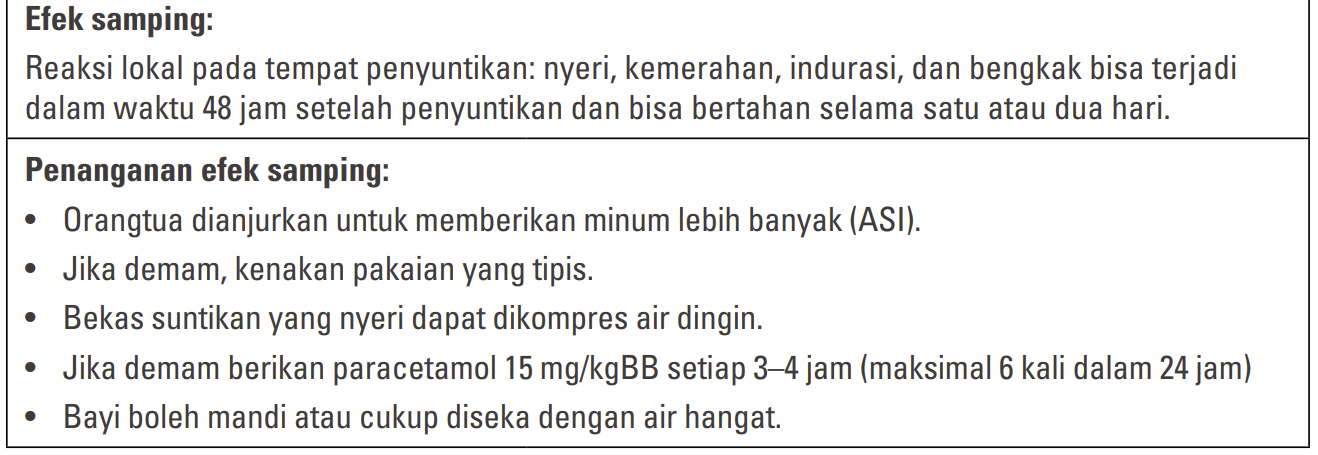 Efek samping:
Reaksi lokal pada tempat penyuntikan: nyeri, kemerahan, indurasi, dan bengkak bisa terjadi
dalam waktu 48 jam setelah penyuntikan dan bisa bertahan selama satu atau dua hari.
Penanganan efek samping:
• Orangtua dianjurkan untuk memberikan minum lebih banyak (ASI).
• Jika demam, kenakan pakaian yang tipis.
• Bekas suntikan yang nyeri dapat dikompres air dingin.
• Jika demam berikan paracetamol 15 mg/kgBB setiap 3–4 jam (maksimal 6 kali dalam 24 jam)
• Bayi boleh mandi atau cukup diseka dengan air hangat.